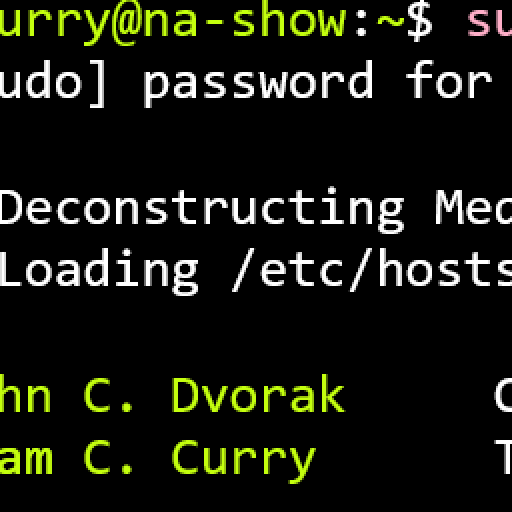 urry@na-show:~$ su
udo] password for
Deconstructing Med
Loading /etc/hosts
hn C. Dvorak C
am C. Curry T